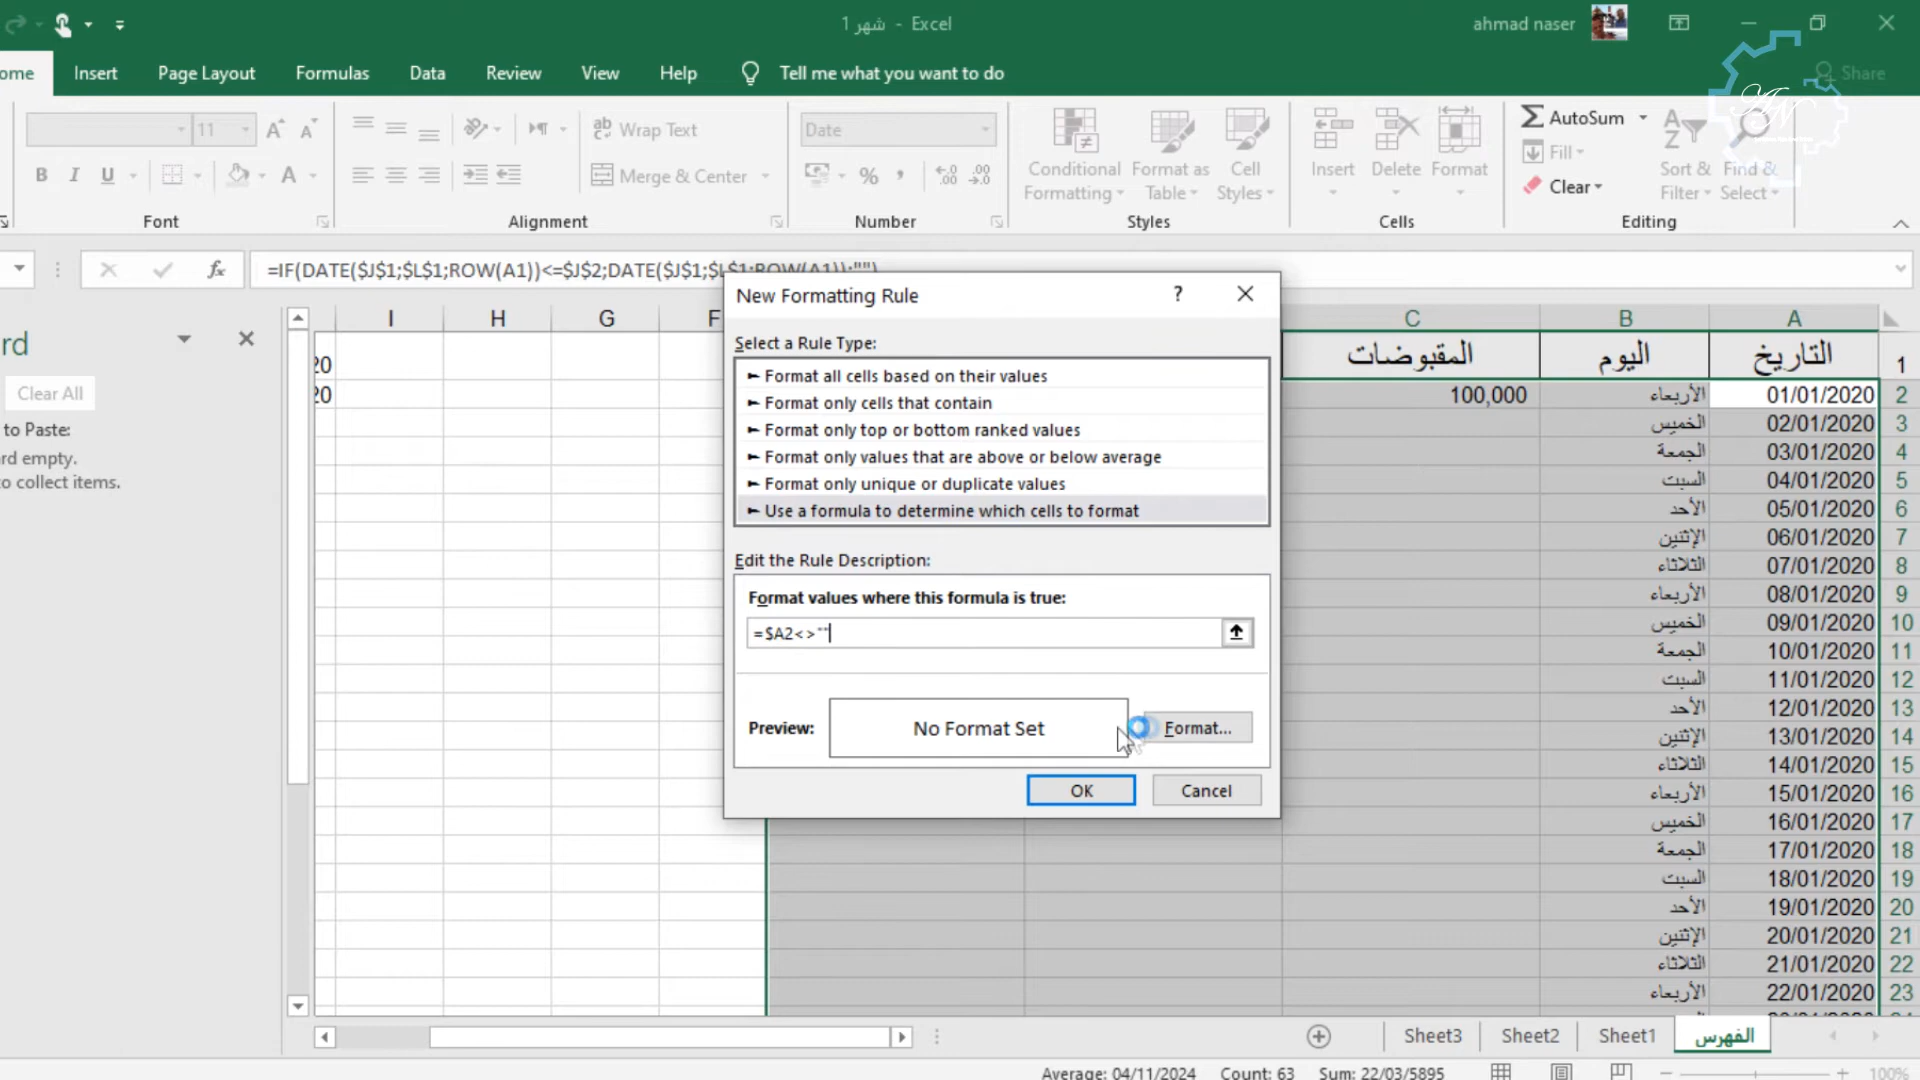 شهر 1 - Excel
ahmad naser
ome
Insert
Page Layout
Formulas
Data
Review
View
Help
Tell me what you want to do
Share
11
Wrap Text
Merge & Center
Date
Conditional Formatting
Format as Table
Cell Styles
Insert
Delete
Format
AutoSum
Fill
Clear
Sort & Filter
Find & Select
Font
Alignment
Number
Styles
Cells
Editing
=IF(DATE($J$1;$L$1;ROW(A1))<=$J$2;DATE($J$1;$L$1;ROW(A1));"")
rd
Clear All
to Paste:
rd empty.
o collect items.
I
H
G
F
C
B
A
20
20
New Formatting Rule
?
Select a Rule Type:
► Format all cells based on their values
► Format only cells that contain
► Format only top or bottom ranked values
► Format only values that are above or below average
► Format only unique or duplicate values
► Use a formula to determine which cells to format
Edit the Rule Description:
Format values where this formula is true:
=$A2<>""
Preview:
No Format Set
Format...
OK
Cancel
1 التاريخ اليوم المقبوضات
2 01/01/2020 الأربعاء 100,000
3 02/01/2020 الخميس
4 03/01/2020 الجمعة
5 04/01/2020 السبت
6 05/01/2020 الأحد
7 06/01/2020 الإثنين
8 07/01/2020 الثلاثاء
9 08/01/2020 الأربعاء
10 09/01/2020 الخميس
11 10/01/2020 الجمعة
12 11/01/2020 السبت
13 12/01/2020 الأحد
14 13/01/2020 الإثنين
15 14/01/2020 الثلاثاء
16 15/01/2020 الأربعاء
17 16/01/2020 الخميس
18 17/01/2020 الجمعة
19 18/01/2020 السبت
20 19/01/2020 الأحد
21 20/01/2020 الإثنين
22 21/01/2020 الثلاثاء
23 22/01/2020 الأربعاء
Sheet3
Sheet2
Sheet1
الفهرس
Average: 04/11/2024
Count: 63
Sum: 22/03/5895
100%